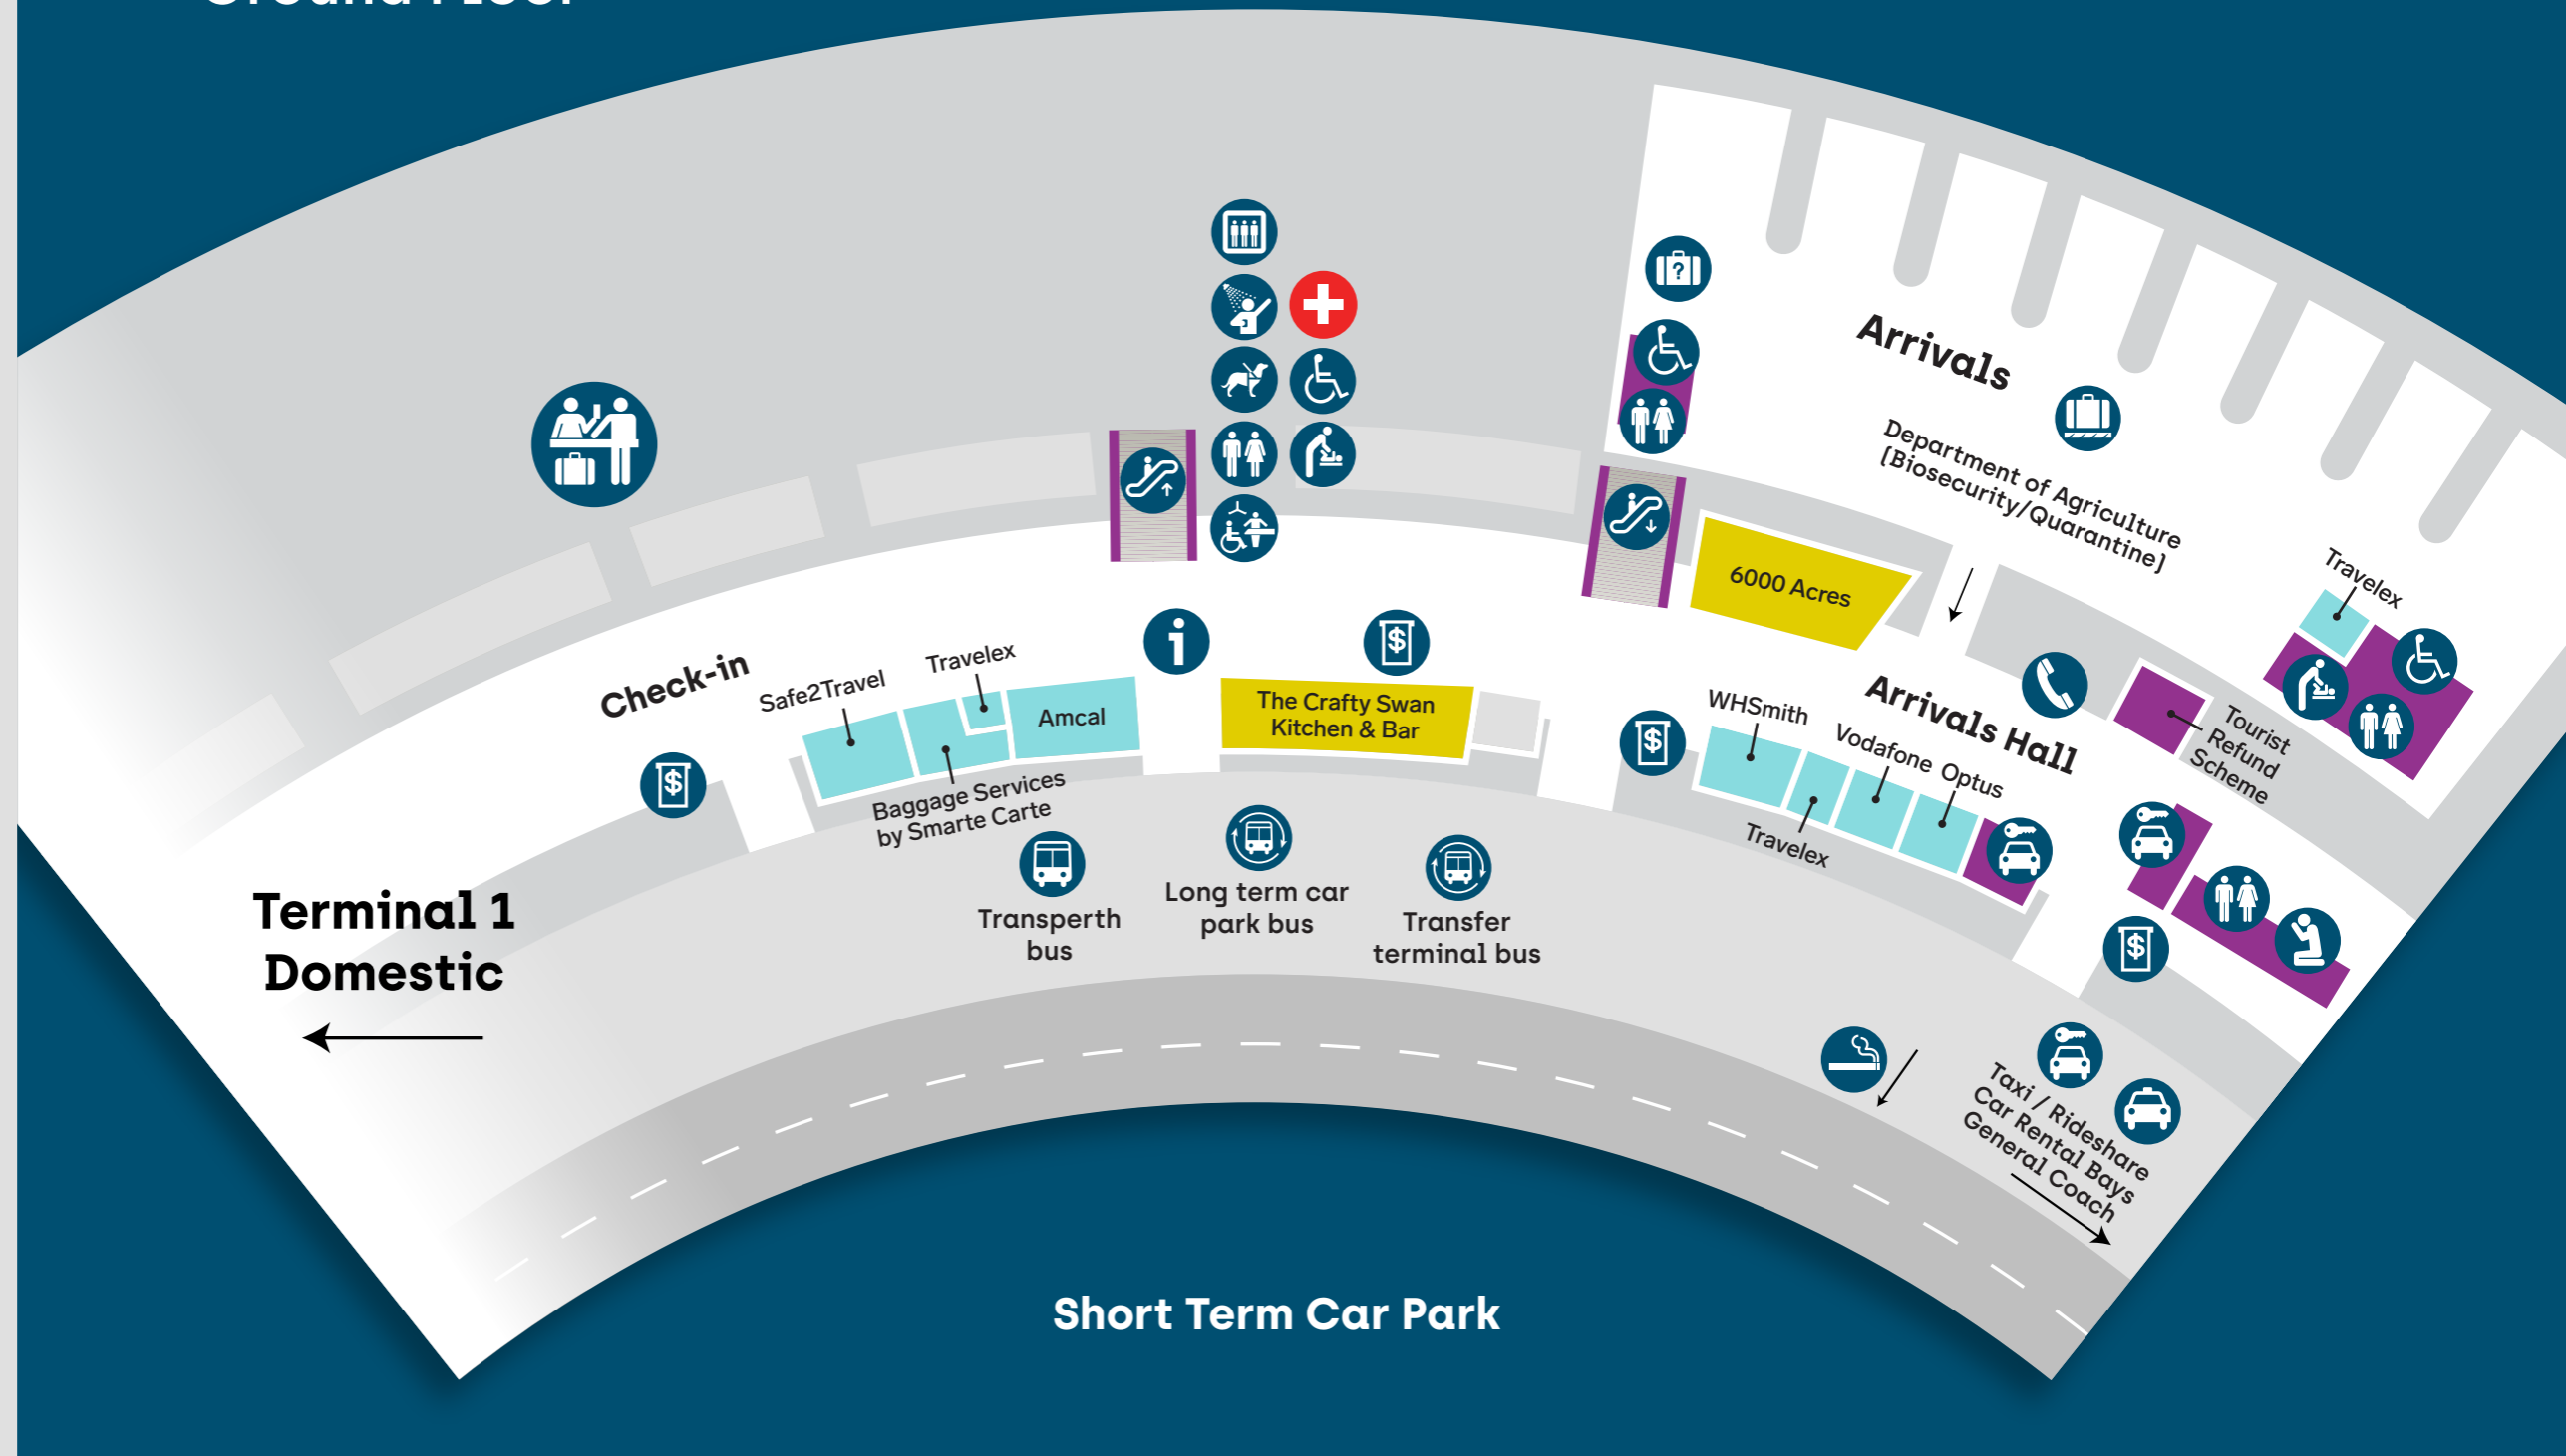 Ground Floor
Arrivals
Department of Agriculture
(Biosecurity/Quarantine)
Travelex
6000 Acres
Check-in
Safe2Travel
Travelex
Amcal
Baggage Services
by Smarte Carte
The Crafty Swan
Kitchen & Bar
Arrivals Hall
WHSmith
Vodafone
Optus
Travelex
Tourist
Refund
Scheme
Terminal 1
Domestic
Transperth
bus
Long term car
park bus
Transfer
terminal bus
Taxi / Rideshare
Car Rental Bays
General Coach
Short Term Car Park